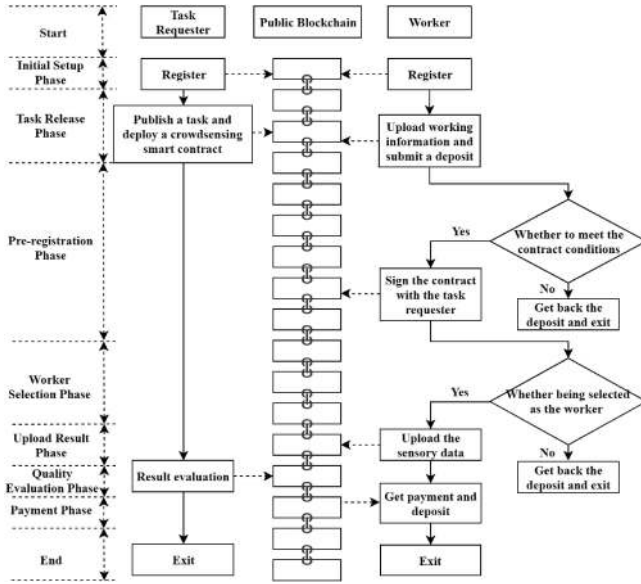 Start
Task
Requester
Public Blockchain
Worker
Initial Setup
Phase
Register
Register
Task Release
Phase
Publish a task and
deploy a crowdsensing
smart contract
Upload working
information and
submit a deposit
Pre-registration
Phase
Whether to meet the
contract conditions
Yes
No
Sign the contract
with the task
requester
Get back the
deposit and exit
Worker
Selection Phase
Whether being selected
as the worker
Yes
No
Upload Result
Phase
Upload the
sensory data
Get back the
deposit and exit
Quality
Evaluation Phase
Result evaluation
Payment Phase
Get payment and
deposit
End
Exit
Exit